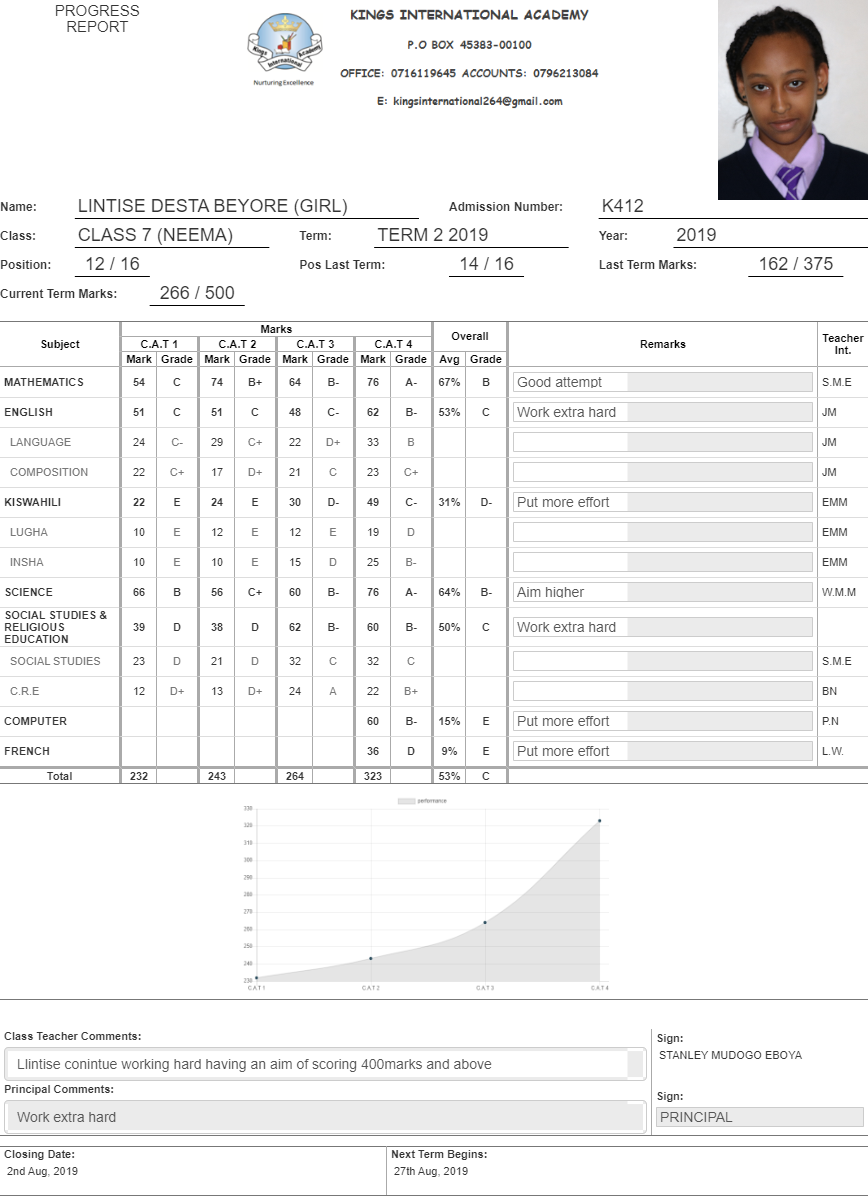 PROGRESS
REPORT
Kings Academy
International
Nurturing Excellence
KINGS INTERNATIONAL ACADEMY
P.O BOX 45383-00100
OFFICE: 0716119645 ACCOUNTS: 0796213084
E: kingsinternational264@gmail.com
Name: LINTISE DESTA BEYORE (GIRL) Admission Number: K412
Class: CLASS 7 (NEEMA) Term: TERM 2 2019 Year: 2019
Position: 12 / 16 Pos Last Term: 14 / 16 Last Term Marks: 162 / 375
Current Term Marks: 266 / 500
Subject Marks Overall Remarks Teacher Int.
C.A.T 1 C.A.T 2 C.A.T 3 C.A.T 4
Mark Grade Mark Grade Mark Grade Mark Grade Avg Grade
MATHEMATICS 54 C 74 B+ 64 B- 76 A- 67% B Good attempt S.M.E
ENGLISH 51 C 51 C 48 C- 62 B- 53% C Work extra hard JM
LANGUAGE 24 C- 29 C+ 22 D+ 33 B JM
COMPOSITION 22 C+ 17 D+ 21 C 23 C+ JM
KISWAHILI 22 E 24 E 30 D- 49 C- 31% D- Put more effort EMM
LUGHA 10 E 12 E 12 E 19 D EMM
INSHA 10 E 10 E 15 D 25 B- EMM
SCIENCE 66 B 56 C+ 60 B- 76 A- 64% B- Aim higher W.M.M
SOCIAL STUDIES &
RELIGIOUS
EDUCATION 39 D 38 D 62 B- 60 B- 50% C Work extra hard
SOCIAL STUDIES 23 D 21 D 32 C 32 C S.M.E
C.R.E 12 D+ 13 D+ 24 A 22 B+ BN
COMPUTER 60 B- 15% E Put more effort P.N
FRENCH 36 D 9% E Put more effort L.W.
Total 232 243 264 323 53% C
performance
330
320
310
300
290
280
270
260
250
240
230
C.A.T 1 C.A.T 2 C.A.T 3 C.A.T 4
Class Teacher Comments:
Llintise conintue working hard having an aim of scoring 400marks and above
Sign:
STANLEY MUDOGO EBOYA
Principal Comments:
Work extra hard
Sign:
PRINCIPAL
Closing Date: Next Term Begins:
2nd Aug, 2019 27th Aug, 2019